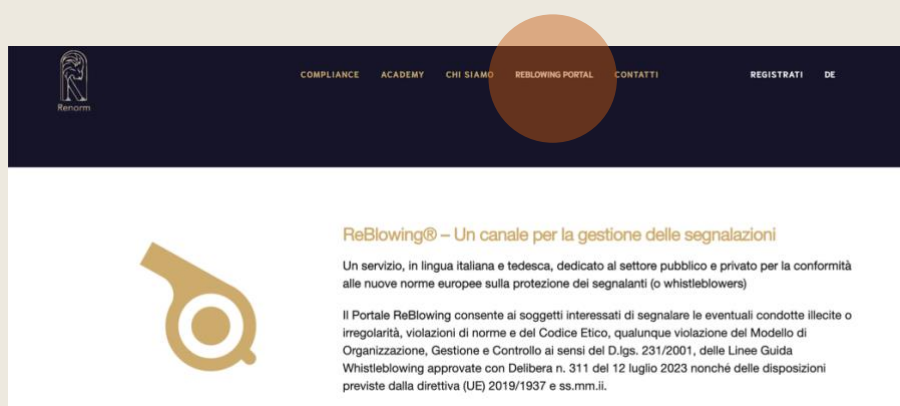 COMPLIANCE ACADEMY CHI SIAMO REBLOWING PORTAL CONTATTI REGISTRATI DE
Renorm
ReBlowing® – Un canale per la gestione delle segnalazioni
Un servizio, in lingua italiana e tedesca, dedicato al settore pubblico e privato per la conformità
alle nuove norme europee sulla protezione dei segnalanti (o whistleblowers)
Il Portale ReBlowing consente ai soggetti interessati di segnalare le eventuali condotte illecite o
irregolarità, violazioni di norme e del Codice Etico, qualunque violazione del Modello di
Organizzazione, Gestione e Controllo ai sensi del D.lgs. 231/2001, delle Linee Guida
Whistleblowing approvate con Delibera n. 311 del 12 luglio 2023 nonché delle disposizioni
previste dalla direttiva (UE) 2019/1937 e ss.mm.ii.